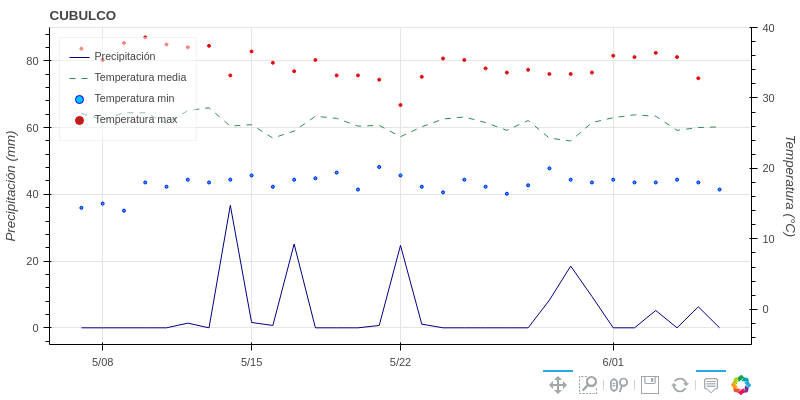 CUBULCO
Precipitación
Temperatura media
Temperatura min
Temperatura max
Precipitación (mm)
80
60
40
20
0
40
30
20
10
0
Temperatura (°C)
5/08
5/15
5/22
6/01